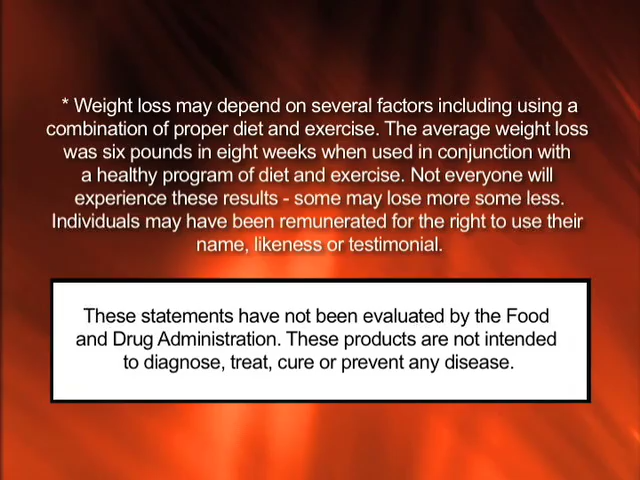 * Weight loss may depend on several factors including using a
combination of proper diet and exercise. The average weight loss
was six pounds in eight weeks when used in conjunction with
a healthy program of diet and exercise. Not everyone will
experience these results - some may lose more some less.
Individuals may have been remunerated for the right to use their
name, likeness or testimonial.
These statements have not been evaluated by the Food
and Drug Administration. These products are not intended
to diagnose, treat, cure or prevent any disease.